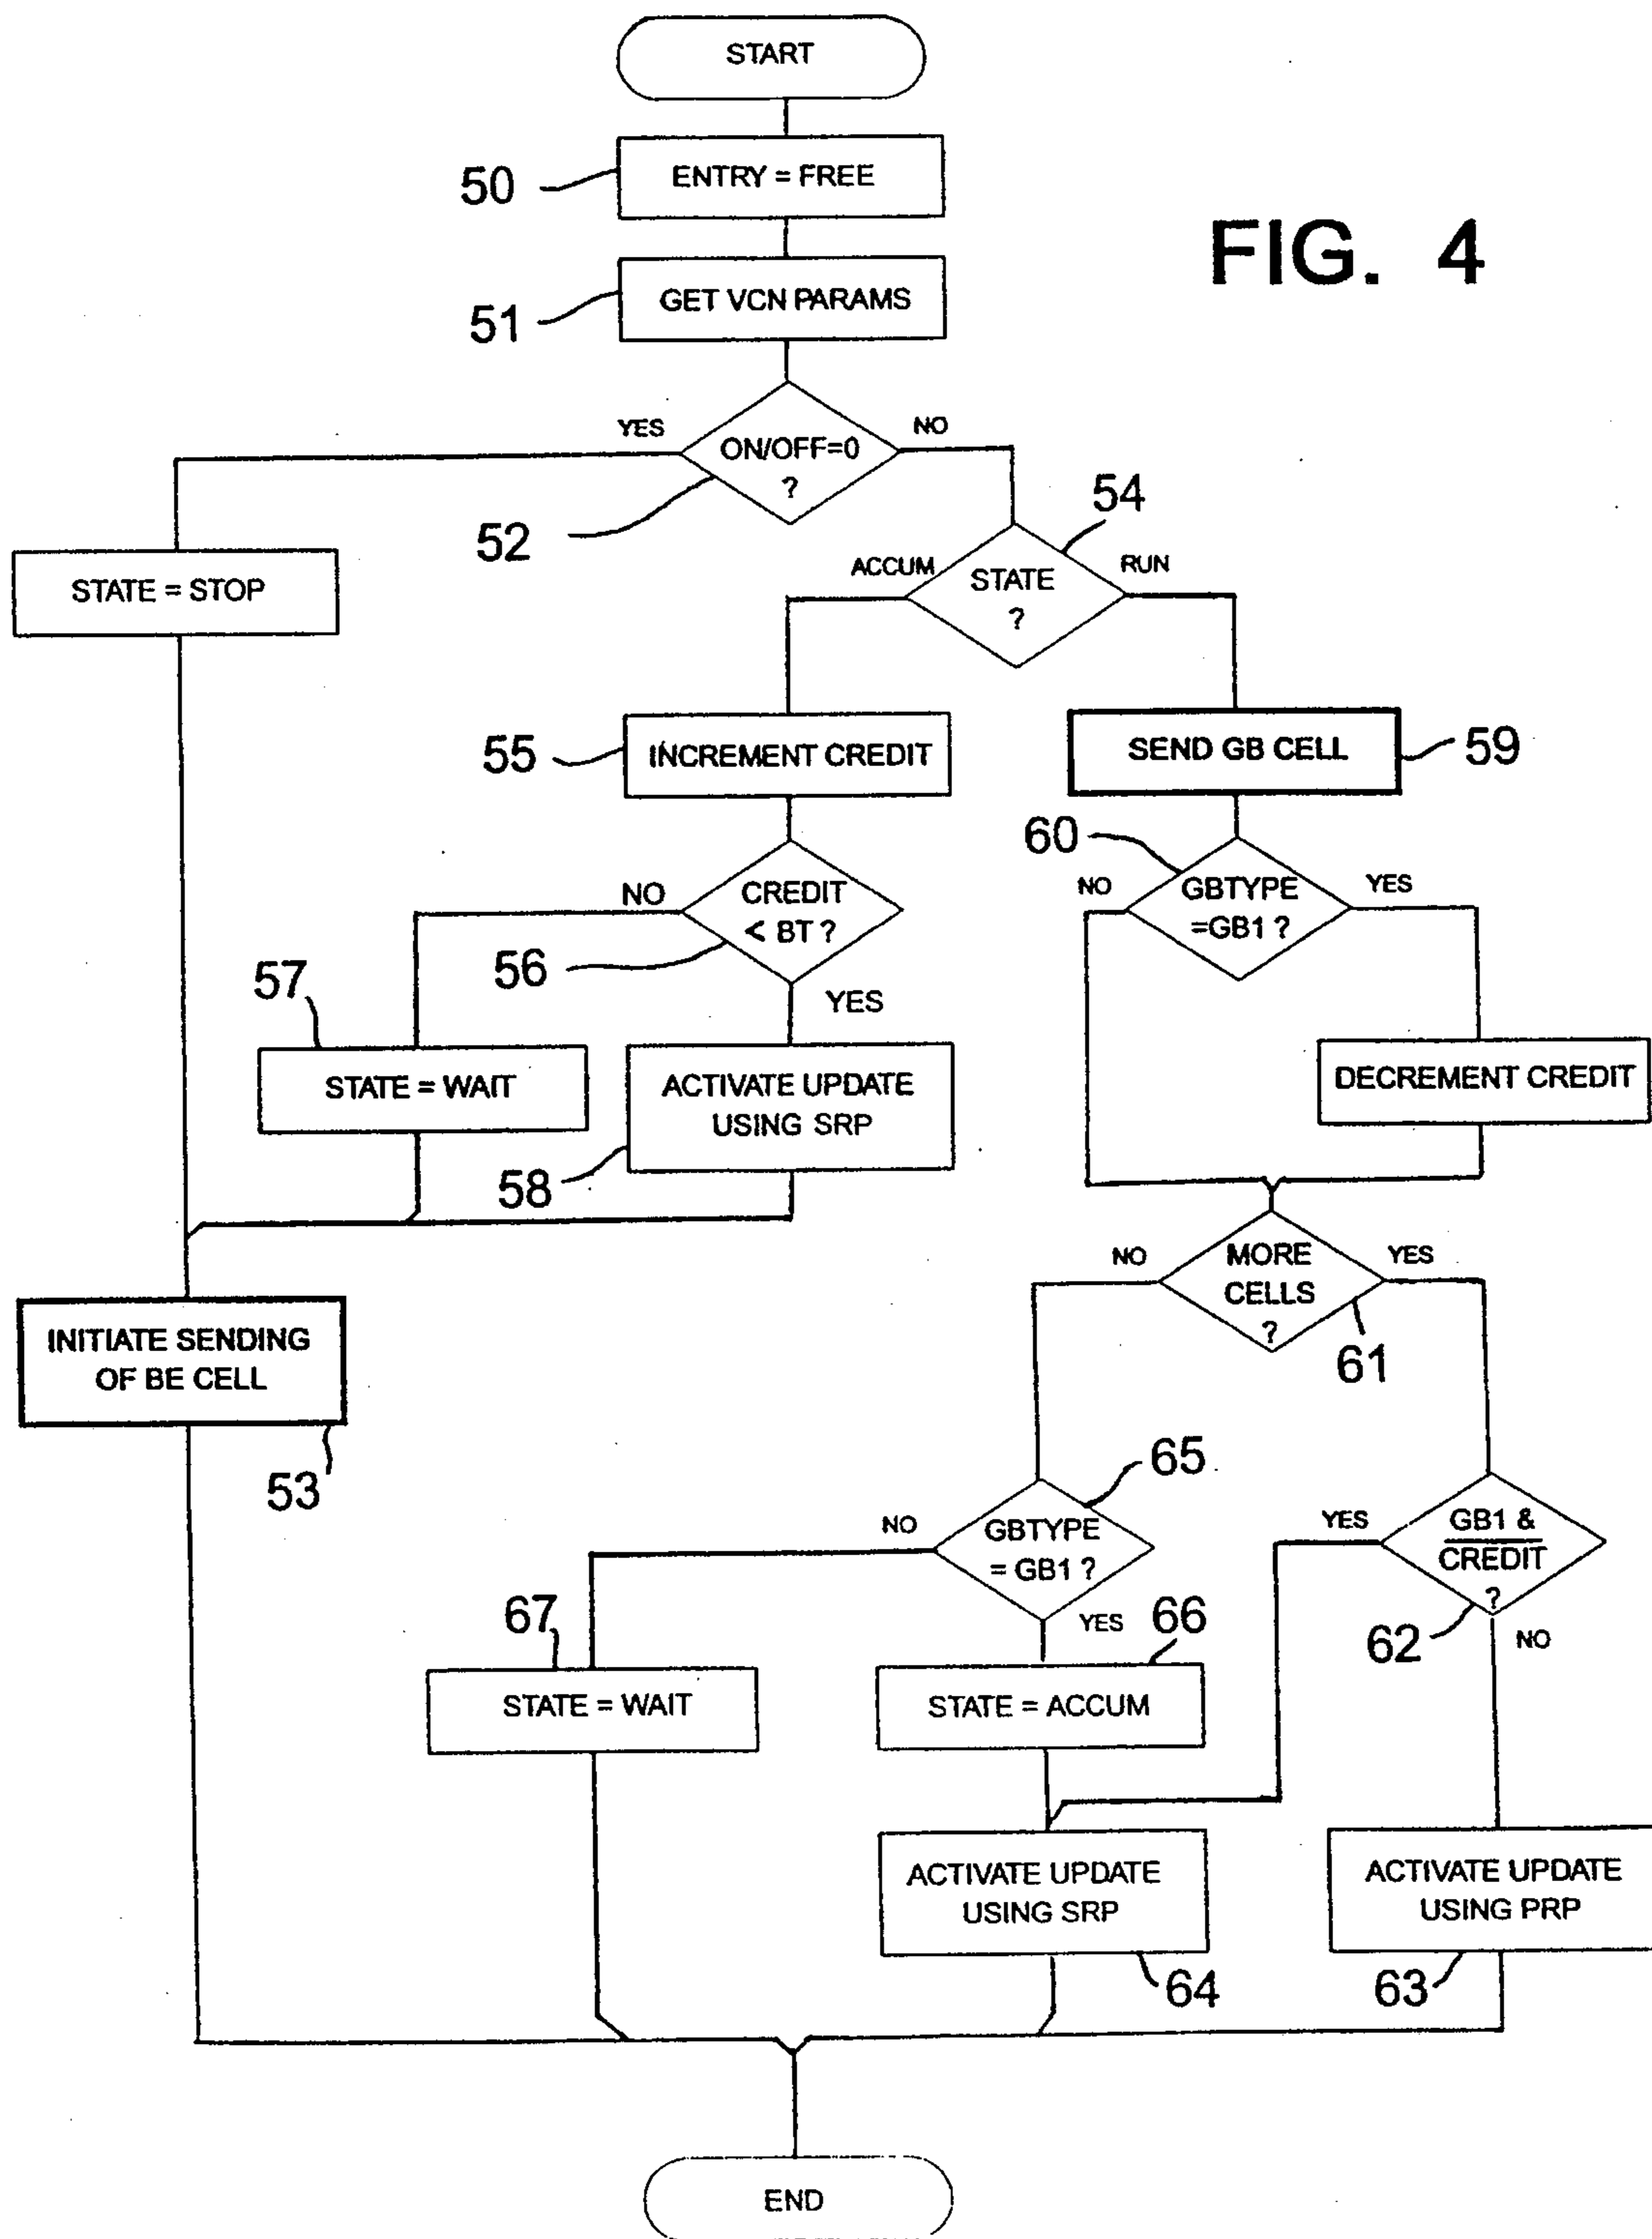 START
50
ENTRY = FREE
FIG. 4
51
GET VCN PARAMS
YES
NO
ON/OFF=0
?
52
54
STATE = STOP
ACCUM
RUN
STATE
?
55
INCREMENT CREDIT
SEND GB CELL
59
60
NO
CREDIT
< BT ?
56
YES
NO
GBTYPE
=GB1 ?
YES
57
STATE = WAIT
ACTIVATE UPDATE
USING SRP
58
DECREMENT CREDIT
NO
MORE
CELLS
?
YES
61
INITIATE SENDING
OF BE CELL
53
65
NO
GBTYPE
= GB1 ?
YES
YES
GB1 &
CREDIT
?
62
NO
67
STATE = WAIT
66
STATE = ACCUM
ACTIVATE UPDATE
USING SRP
64
ACTIVATE UPDATE
USING PRP
63
END